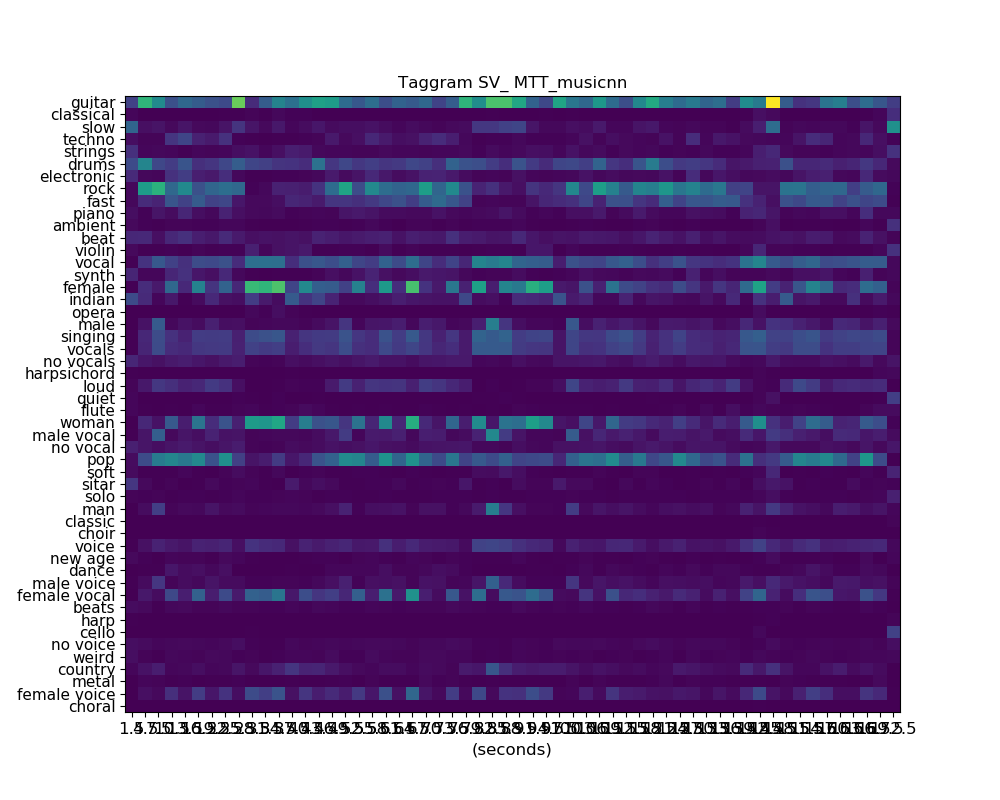 Taggram SV_ MTT_musicnn
guitar
classical
slow
techno
strings
drums
electronic
rock
fast
piano
ambient
beat
violin
vocal
synth
female
indian
opera
male
singing
vocals
no vocals
harpsichord
loud
quiet
flute
woman
male vocal
no vocal
pop
soft
sitar
solo
man
classic
choir
voice
new age
dance
male voice
female vocal
beats
harp
cello
no voice
weird
country
metal
female voice
choral
(seconds)